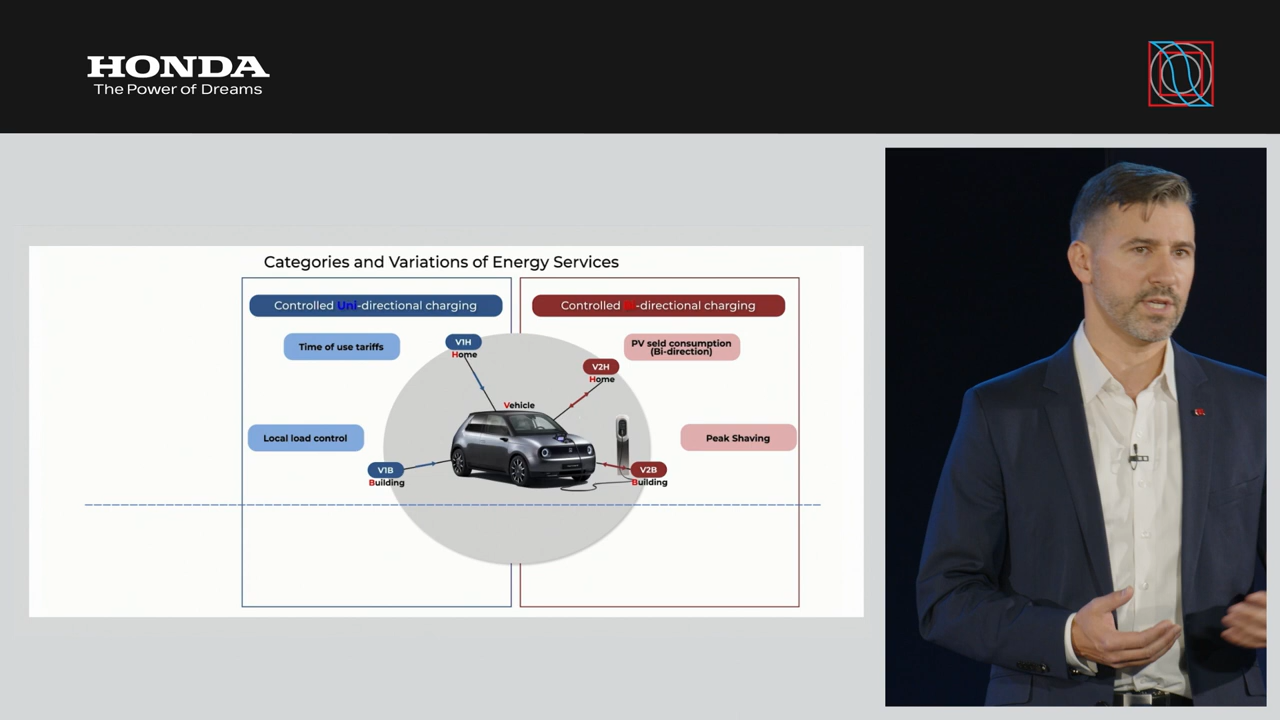 HONDA
The Power of Dreams
Categories and Variations of Energy Services
Controlled Uni-directional charging
Controlled Bi-directional charging
Time of use tariffs
V1H
Home
PV seld consumption
(Bi-direction)
V2H
Home
Vehicle
Local load control
Peak Shaving
V1B
Building
V2B
Building